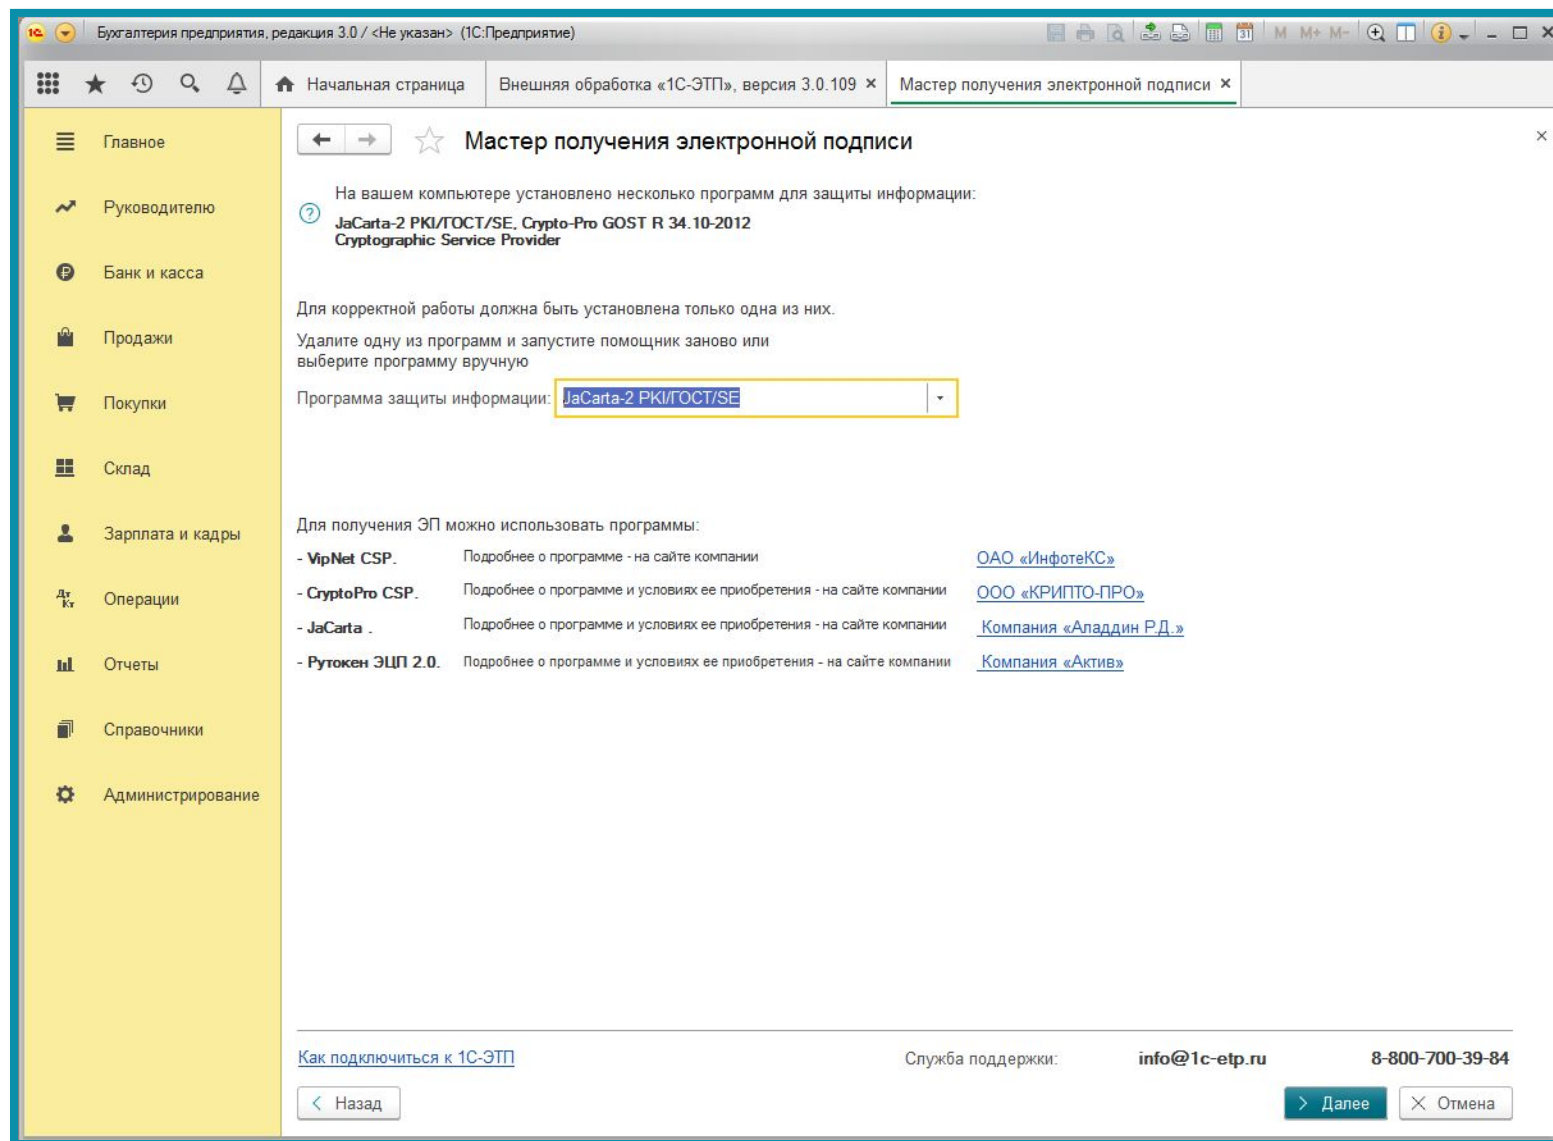 1С Бухгалтерия предприятия, редакция 3.0 / <Не указан> (1С:Предприятие) 31 M M+ M-
Начальная страница Внешняя обработка «1С-ЭТП», версия 3.0.109 × Мастер получения электронной подписи ×
Главное
Руководителю
Банк и касса
Продажи
Покупки
Склад
Зарплата и кадры
Дт Кт Операции
Отчеты
Справочники
Администрирование
Мастер получения электронной подписи
На вашем компьютере установлено несколько программ для защиты информации:
JaCarta-2 PKI/ГОСТ/SE, Crypto-Pro GOST R 34.10-2012
Cryptographic Service Provider
Для корректной работы должна быть установлена только одна из них.
Удалите одну из программ и запустите помощник заново или
выберите программу вручную
Программа защиты информации: JaCarta-2 PKI/ГОСТ/SE
Для получения ЭП можно использовать программы:
- VipNet CSP. Подробнее о программе - на сайте компании ОАО «ИнфотеКС»
- CryptoPro CSP. Подробнее о программе и условиях ее приобретения - на сайте компании ООО «КРИПТО-ПРО»
- JaCarta . Подробнее о программе и условиях ее приобретения - на сайте компании Компания «Аладдин Р.Д.»
- Рутокен ЭЦП 2.0. Подробнее о программе и условиях ее приобретения - на сайте компании Компания «Актив»
Как подключиться к 1С-ЭТП Служба поддержки: info@1c-etp.ru 8-800-700-39-84
Назад Далее Отмена